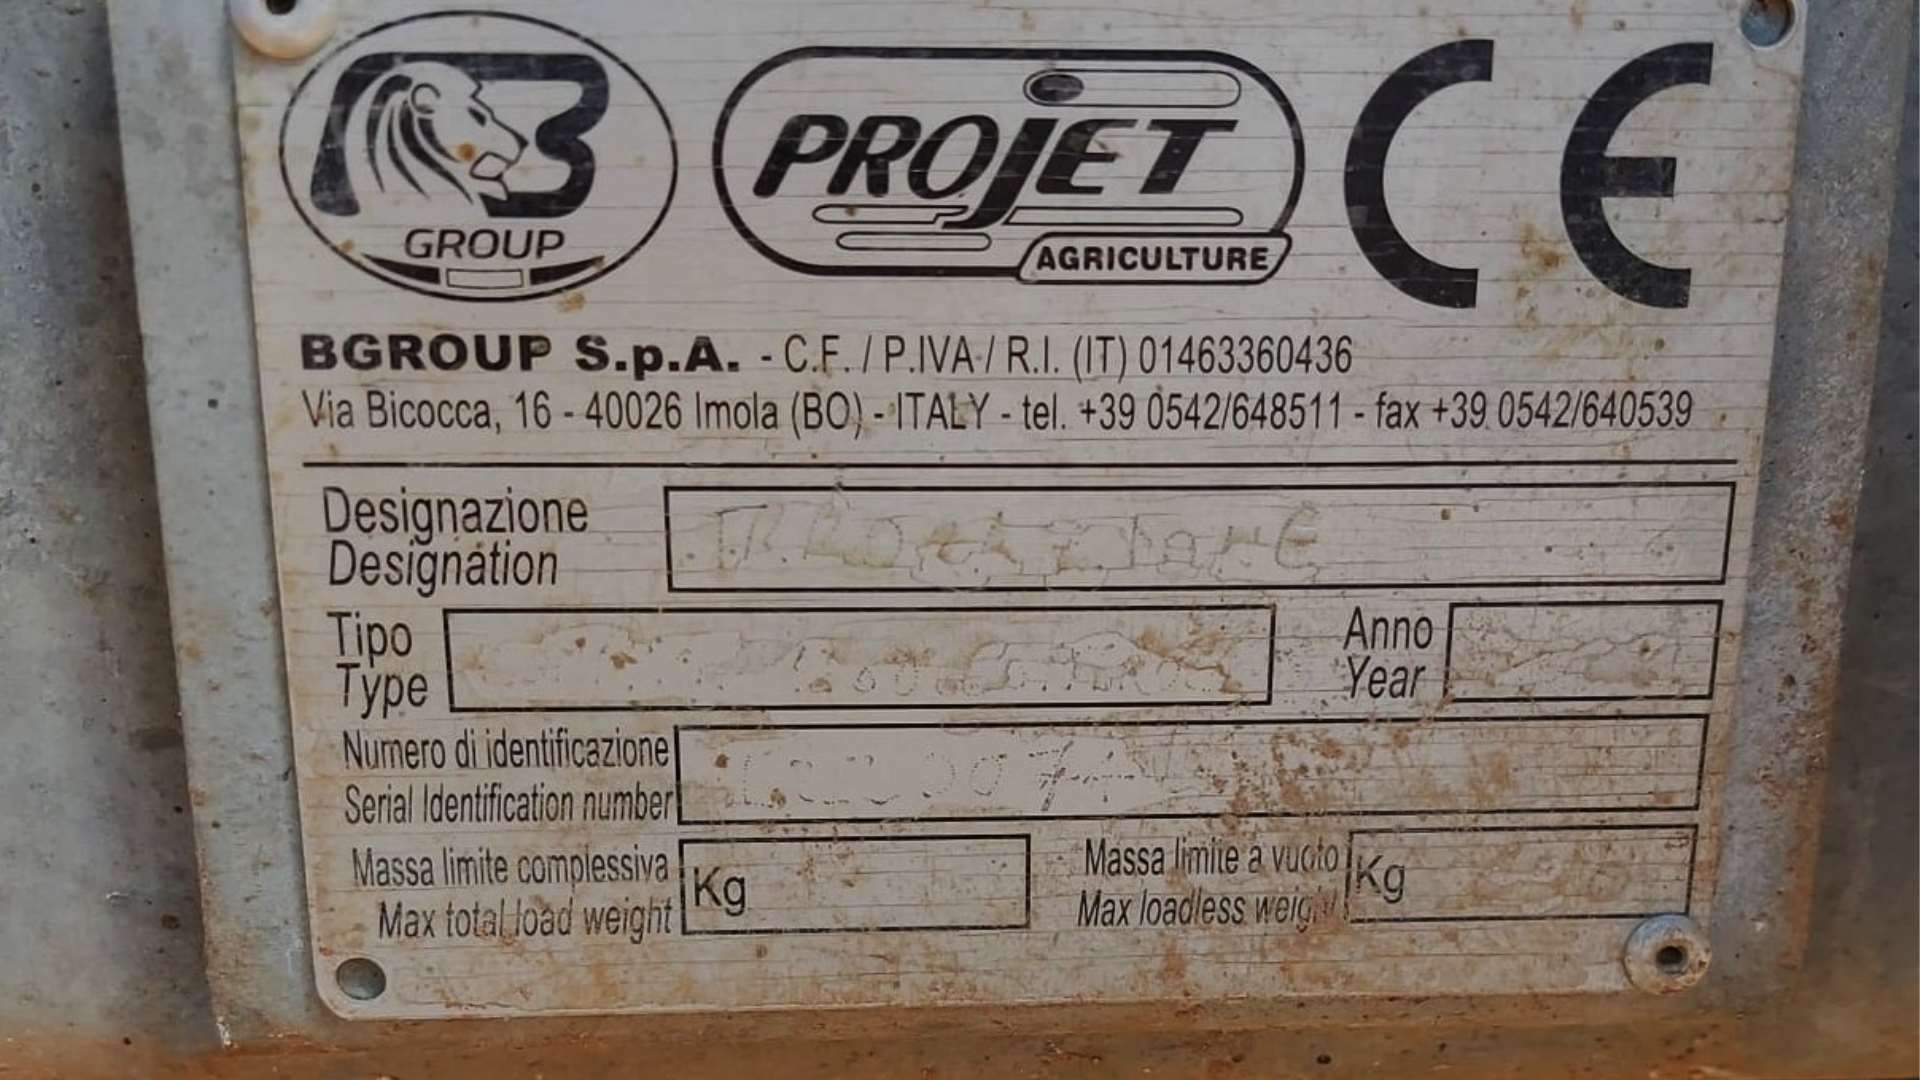 B
GROUP
PROJET
AGRICULTURE
CE
BGROUP S.p.A. - C.F. / P.IVA / R.I. (IT) 01463360436
Via Bicocca, 16 - 40026 Imola (BO) - ITALY - tel. +39 0542/648511 - fax +39 0542/640539
Designazione
Designation
Tipo
Type
Anno
Year
Numero di identificazione
Serial Identification number
Massa limite complessiva
Max total load weight
Kg
Massa limite a vuoto
Max loadless weight
Kg